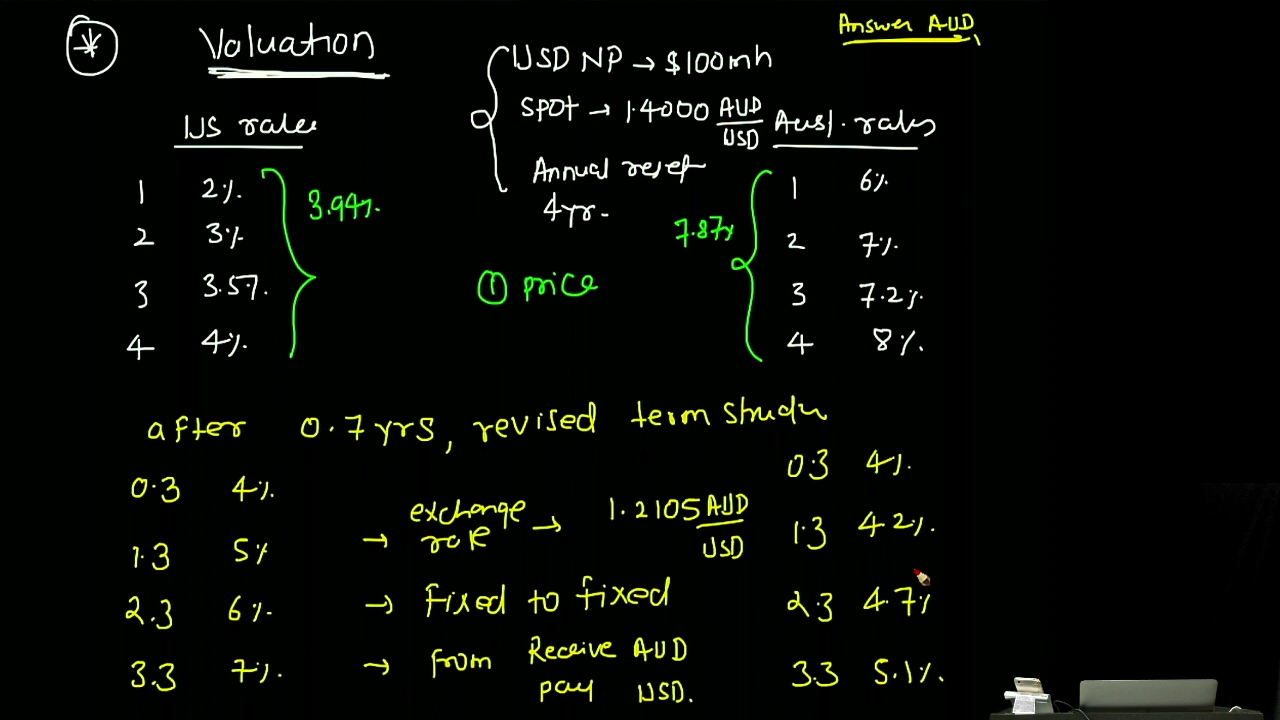 * Valuation
Answer AUD
USD NP → $100mn
SPOT → 1.4000 AUD/USD
Annual reset
4yr.
US rates
1 2%
2 3%
3 3.5%
4 4%
3.94%
① price
Aust. rates
7.87%
1 6%
2 7%
3 7.2%
4 8%
after 0.7yrs, revised term
0.3 4%
1.3 5%
2.3 6%
3.3 7%
→ exchange rate → 1.2105 AUD/USD
→ Fixed to fixed
→ from Receive AUD
pay USD.
0.3 4%
1.3 4.2%
2.3 4.7%
3.3 5.1%